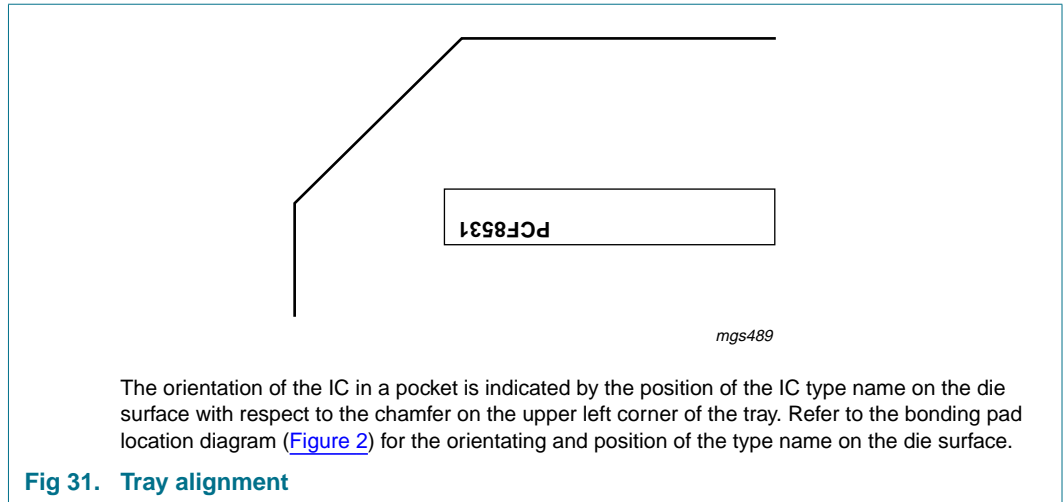 PCF8531
mgs489
The orientation of the IC in a pocket is indicated by the position of the IC type name on the die
surface with respect to the chamfer on the upper left corner of the tray. Refer to the bonding pad
location diagram (Figure 2) for the orientating and position of the type name on the die surface.
Fig 31. Tray alignment